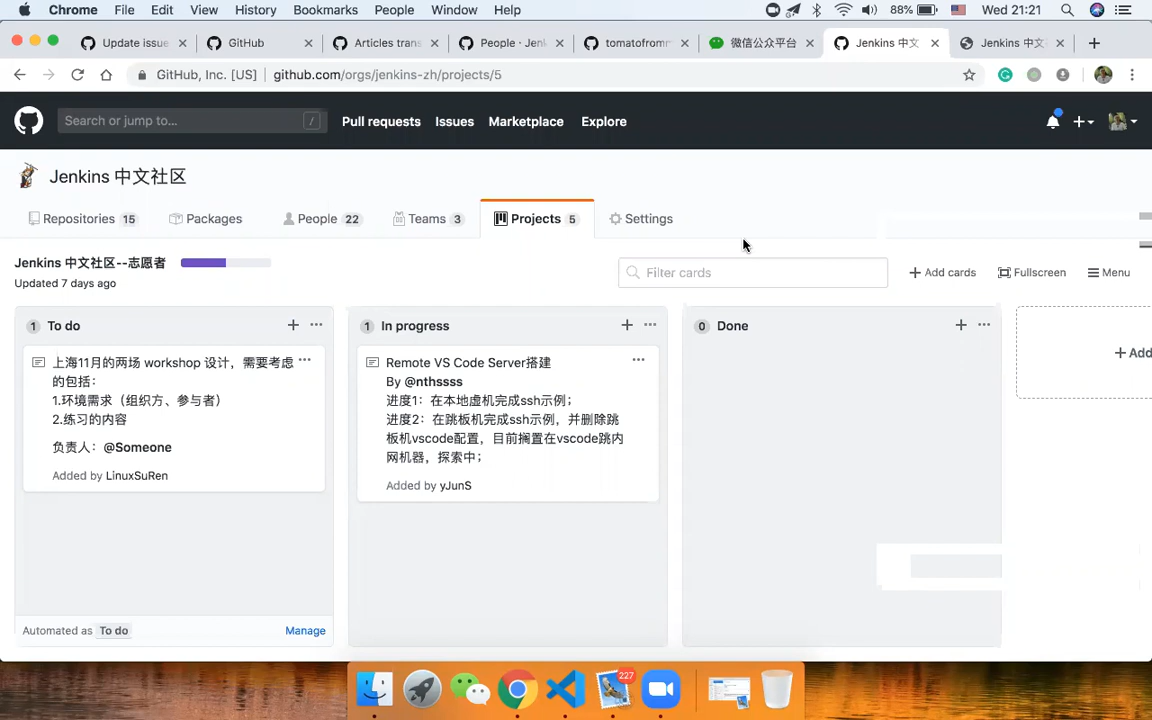 Chrome File Edit View History Bookmarks People Window Help 88% Wed 21:21
Update issue GitHub Articles trans People · Jenk tomatofromm 微信公众平台 Jenkins 中文 Jenkins 中文
GitHub, Inc. [US] | github.com/orgs/jenkins-zh/projects/5
Search or jump to... / Pull requests Issues Marketplace Explore
Jenkins 中文社区
Repositories 15 Packages People 22 Teams 3 Projects 5 Settings
Jenkins 中文社区--志愿者
Updated 7 days ago
Filter cards
Add cards Fullscreen Menu
1 To do
上海11月的两场 workshop 设计，需要考虑
的包括：
1.环境需求（组织方、参与者）
2.练习的内容
负责人：@Someone
Added by LinuxSuRen
Automated as To do Manage
1 In progress
Remote VS Code Server搭建
By @nthssss
进度1：在本地虚机完成ssh示例；
进度2：在跳板机完成ssh示例，并删除跳
板机vscode配置，目前搁置在vscode跳内
网机器，探索中；
Added by yJunS
0 Done
Add
227